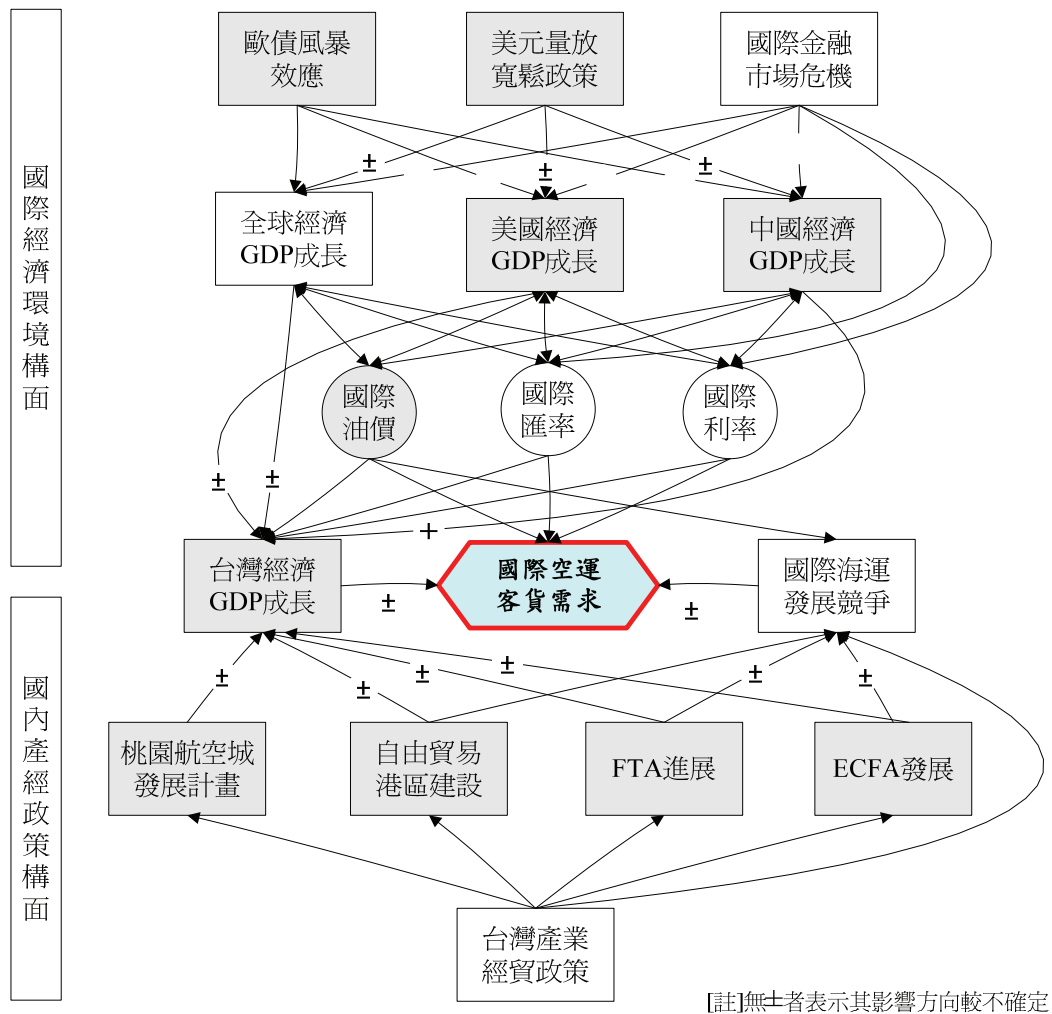 國際經濟環境構面
歐債風暴
效應
美元量放
寬鬆政策
國際金融
市場危機
±
±
±
全球經濟
GDP成長
美國經濟
GDP成長
中國經濟
GDP成長
國際
油價
國際
匯率
國際
利率
±
±
+
台灣經濟
GDP成長
國際空運
客貨需求
國際海運
發展競爭
±
±
國內產經政策構面
±
±
±
±
±
±
桃園航空城
發展計畫
自由貿易
港區建設
FTA進展
ECFA發展
台灣產業
經貿政策
[註]無±者表示其影響方向較不確定